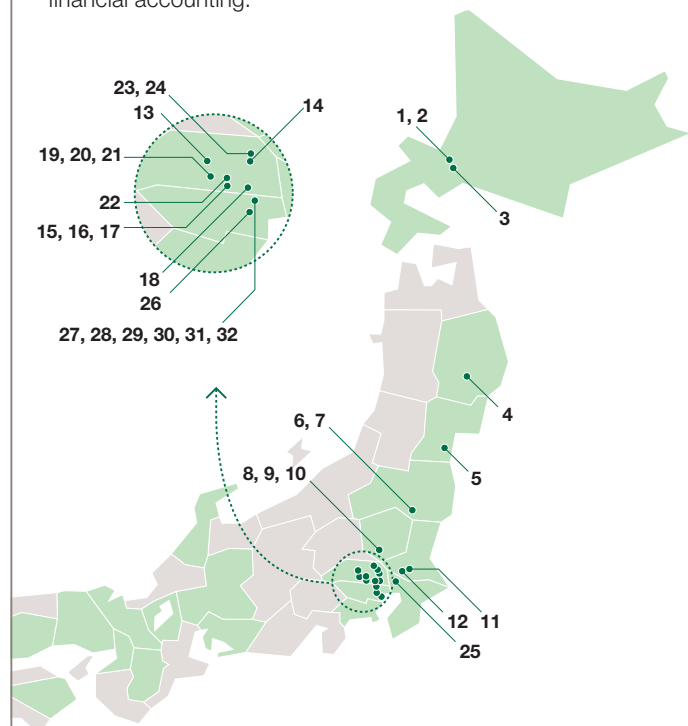 financial accounting.
23, 24
13
14
1, 2
19, 20, 21
22
3
15, 16, 17
18
26
27, 28, 29, 30, 31, 32
4
6, 7
5
8, 9, 10
12
11
25